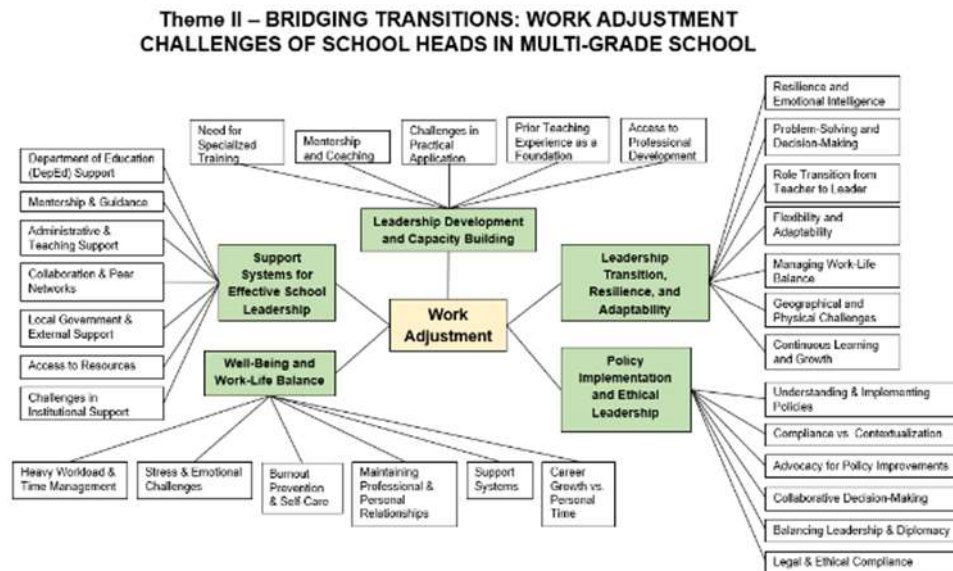 Theme II – BRIDGING TRANSITIONS: WORK ADJUSTMENT
CHALLENGES OF SCHOOL HEADS IN MULTI-GRADE SCHOOL
Need for
Specialized
Training
Mentorship
and Coaching
Challenges in
Practical
Application
Prior Teaching
Experience as a
Foundation
Access to
Professional
Development
Leadership Development
and Capacity Building
Department of Education
(DepEd) Support
Mentorship & Guidance
Administrative &
Teaching Support
Collaboration & Peer
Networks
Local Government &
External Support
Access to Resources
Challenges in
Institutional Support
Support
Systems for
Effective School
Leadership
Work
Adjustment
Leadership
Transition,
Resilience, and
Adaptability
Resilience and
Emotional Intelligence
Problem-Solving and
Decision-Making
Role Transition from
Teacher to Leader
Flexibility and
Adaptability
Managing Work-Life
Balance
Geographical and
Physical Challenges
Continuous Learning
and Growth
Well-Being and
Work-Life Balance
Heavy Workload &
Time Management
Stress & Emotional
Challenges
Burnout
Prevention
& Self-Care
Maintaining
Professional &
Personal
Relationships
Support
Systems
Career
Growth vs.
Personal
Time
Policy
Implementation
and Ethical
Leadership
Understanding & Implementing
Policies
Compliance vs. Contextualization
Advocacy for Policy Improvements
Collaborative Decision-Making
Balancing Leadership & Diplomacy
Legal & Ethical Compliance